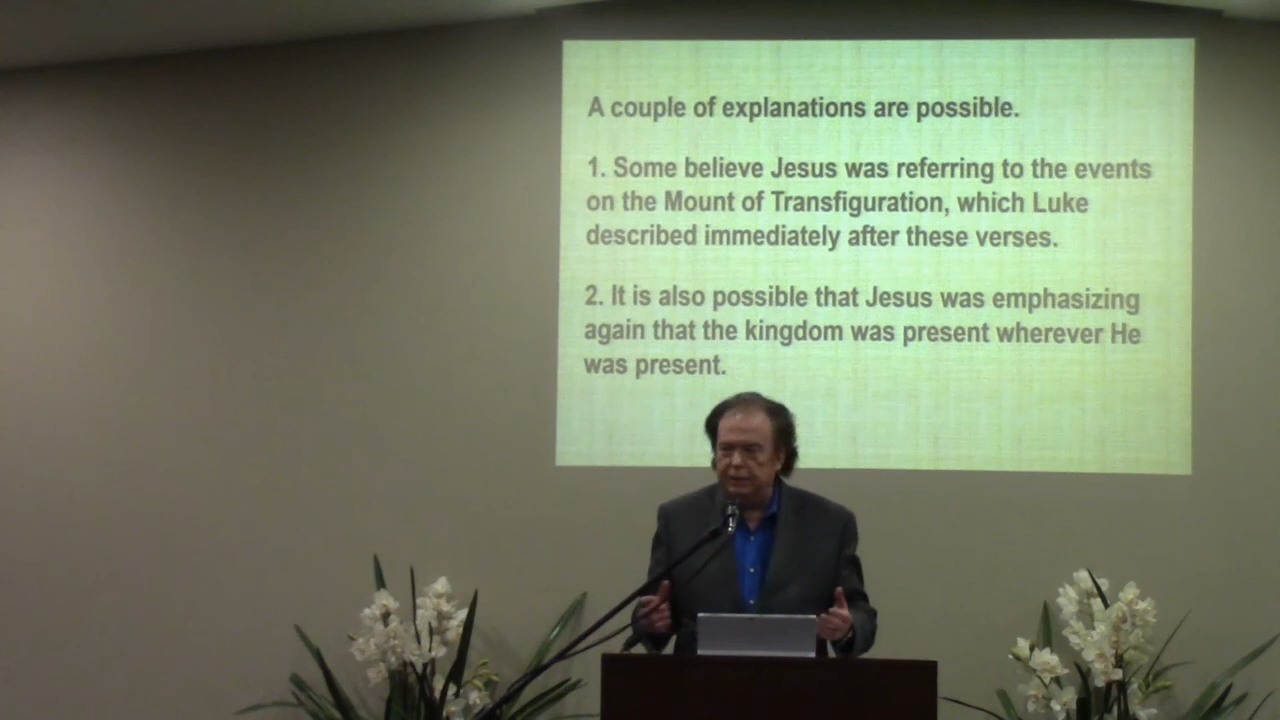 A couple of explanations are possible.
1. Some believe Jesus was referring to the events
on the Mount of Transfiguration, which Luke
described immediately after these verses.
2. It is also possible that Jesus was emphasizing
again that the kingdom was present wherever He
was present.